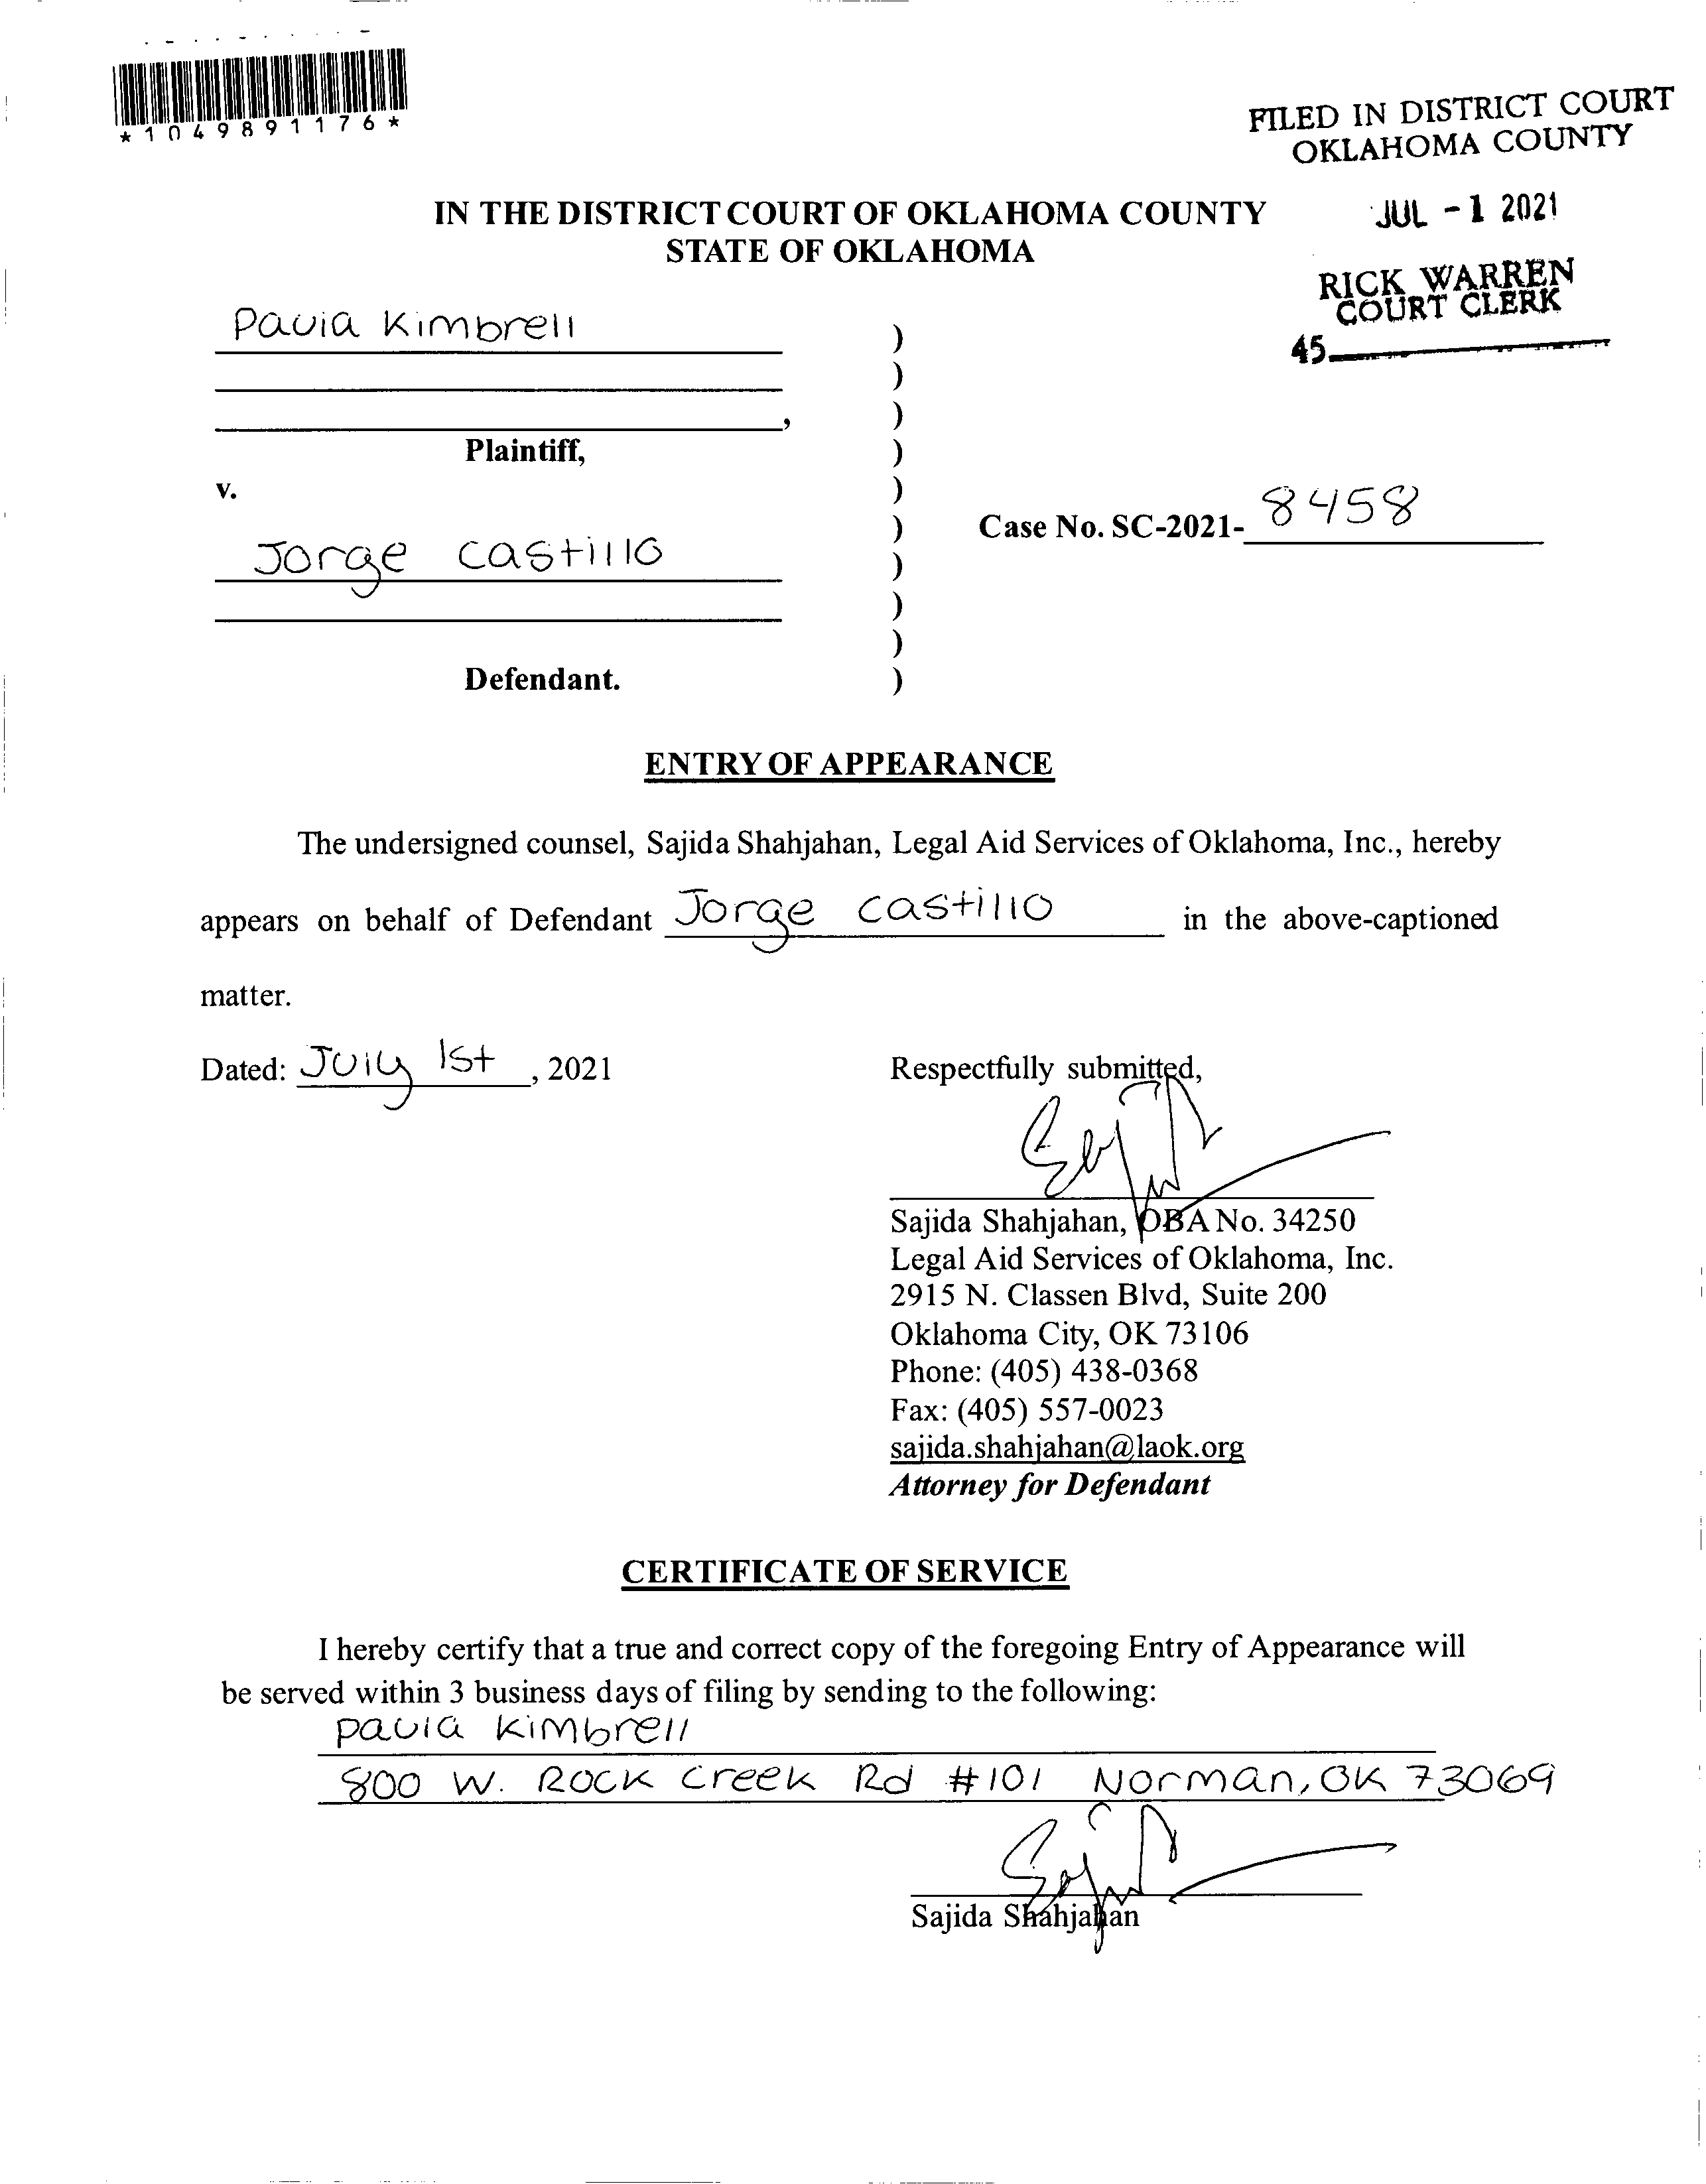 *1049891176*
FILED IN DISTRICT COURT
OKLAHOMA COUNTY
JUL - 1 2021
RICK WARREN
COURT CLERK
45
IN THE DISTRICT COURT OF OKLAHOMA COUNTY
STATE OF OKLAHOMA
Pavia Kimbrell
)
)
, )
Plaintiff, )
v. )
Case No. SC-2021- 8458
)
Jorge Castillo )
)
)
Defendant. )
ENTRY OF APPEARANCE
The undersigned counsel, Sajida Shahjahan, Legal Aid Services of Oklahoma, Inc., hereby
appears on behalf of Defendant Jorge Castillo in the above-captioned
matter.
Dated: July 1st, 2021
Respectfully submitted,
Sajida Shahjahan, OBA No. 34250
Legal Aid Services of Oklahoma, Inc.
2915 N. Classen Blvd, Suite 200
Oklahoma City, OK 73106
Phone: (405) 438-0368
Fax: (405) 557-0023
sajida.shahjahan@laok.org
Attorney for Defendant
CERTIFICATE OF SERVICE
I hereby certify that a true and correct copy of the foregoing Entry of Appearance will
be served within 3 business days of filing by sending to the following:
Pavia Kimbrell
800 W. Rock Creek Rd #101 Norman, OK 73069
Sajida Shahjahan